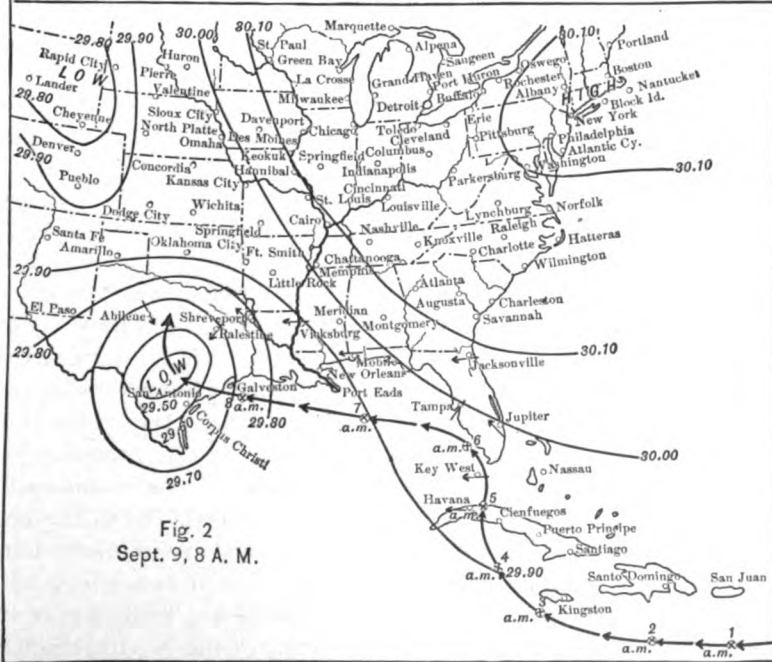 29.80 29.90 30.00 30.10 Marquette 30.10
Rapid City Huron St. Paul Alpena Portland
LOW Pierre Green Bay Saugeen Oswego
Lander La Crosse Grand Haven Port Huron Rochester Boston
29.80 Valentine Milwaukee Detroit Buffalo Albany HIGH Nantucket
Cheyenne Sioux City Block Id.
North Platte Davenport Chicago Toledo Erie New York
Denver Omaha Des Moines Cleveland Pittsburg Philadelphia
29.90 Keokuk Springfield Columbus Atlantic Cy.
Concordia Hannibal Indianapolis Washington
Pueblo Kansas City Cincinnati Parkersburg 30.10
Dodge City Wichita St. Louis Louisville Lynchburg Norfolk
Springfield Cairo Nashville Raleigh
Santa Fe Oklahoma City Ft. Smith Knoxville Charlotte Hatteras
Amarillo Chattanooga
29.90 Memphis Wilmington
Little Rock Atlanta
El Paso Abilene Shreveport Meridian Augusta Charleston
Palestine Vicksburg Montgomery Savannah
29.80 30.10
LOW Mobile Jacksonville
New Orleans
San Antonio Galveston Port Eads
29.50 8 a.m. 7 a.m. Tampa Jupiter
29.60 Corpus Christi 29.80
6 a.m. 30.00
29.70 Key West Nassau
Havana 5 a.m.
Cienfuegos
Fig. 2 Puerto Principe
Sept. 9, 8 A. M. Santiago
4 a.m. 29.90
Santo Domingo San Juan
3 a.m. Kingston
2 a.m. 1 a.m.